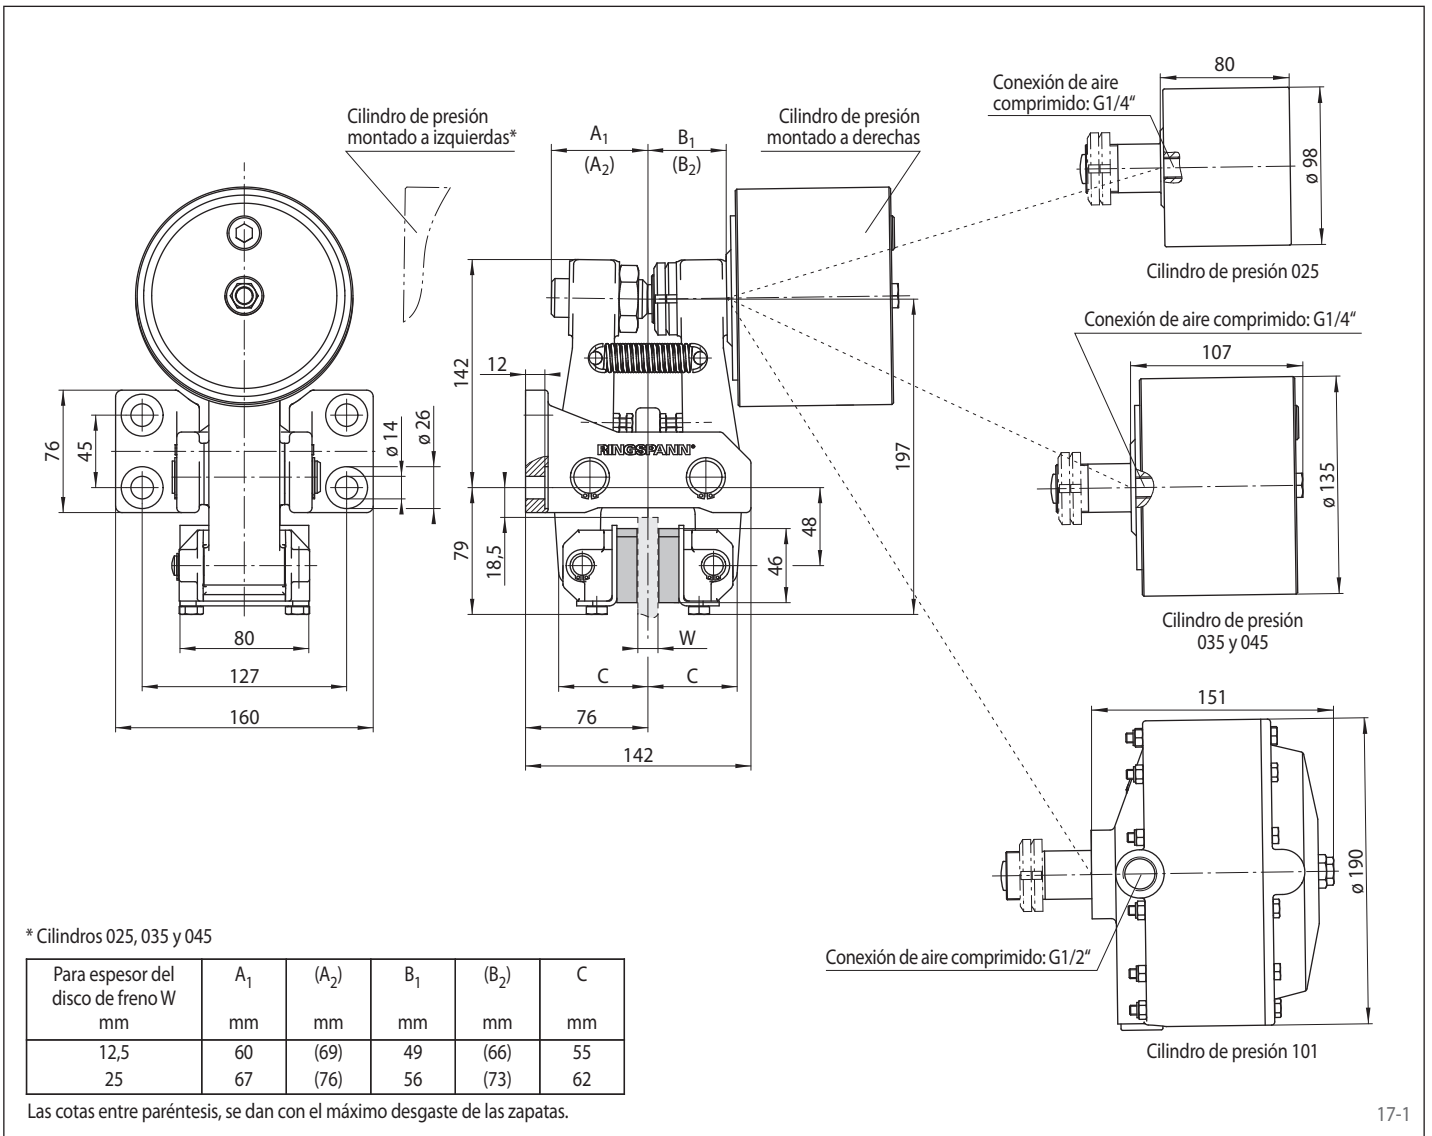 Cilindro de presión
montado a izquierdas*
A1
(A2)
B1
(B2)
Cilindro de presión
montado a derechas
Conexión de aire
comprimido: G1/4“
80
ø 98
Cilindro de presión 025
Conexión de aire comprimido: G1/4“
107
ø 135
Cilindro de presión
035 y 045
151
ø 190
Conexión de aire comprimido: G1/2“
Cilindro de presión 101
76
45
ø 14
ø 26
80
127
160
142
12
RINGSPANN®
197
79
18,5
48
46
W
C
C
76
142
* Cilindros 025, 035 y 045
Para espesor del
disco de freno W
mm
A1
mm
(A2)
mm
B1
mm
(B2)
mm
C
mm
12,5 60 (69) 49 (66) 55
25 67 (76) 56 (73) 62
Las cotas entre paréntesis, se dan con el máximo desgaste de las zapatas.
17-1